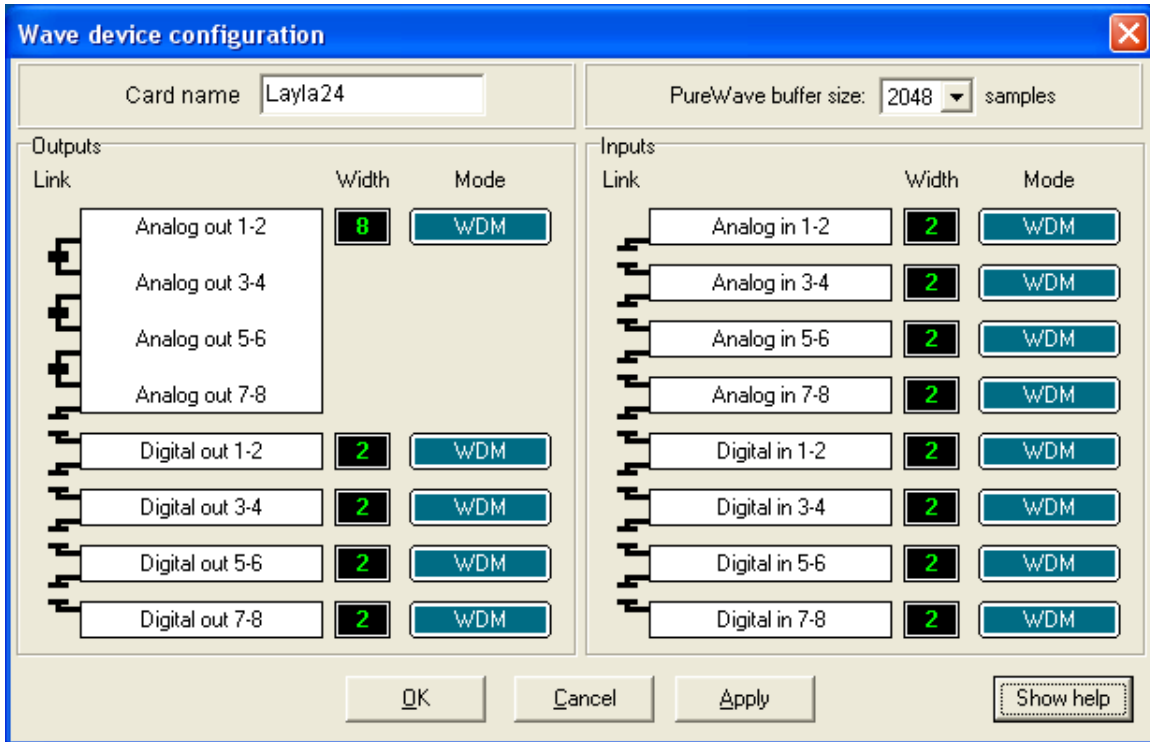 Wave device configuration
Card name Layla24
PureWave buffer size: 2048 samples
Outputs
Link Width Mode
Analog out 1-2 8 WDM
Analog out 3-4
Analog out 5-6
Analog out 7-8
Digital out 1-2 2 WDM
Digital out 3-4 2 WDM
Digital out 5-6 2 WDM
Digital out 7-8 2 WDM
Inputs
Link Width Mode
Analog in 1-2 2 WDM
Analog in 3-4 2 WDM
Analog in 5-6 2 WDM
Analog in 7-8 2 WDM
Digital in 1-2 2 WDM
Digital in 3-4 2 WDM
Digital in 5-6 2 WDM
Digital in 7-8 2 WDM
OK Cancel Apply Show help